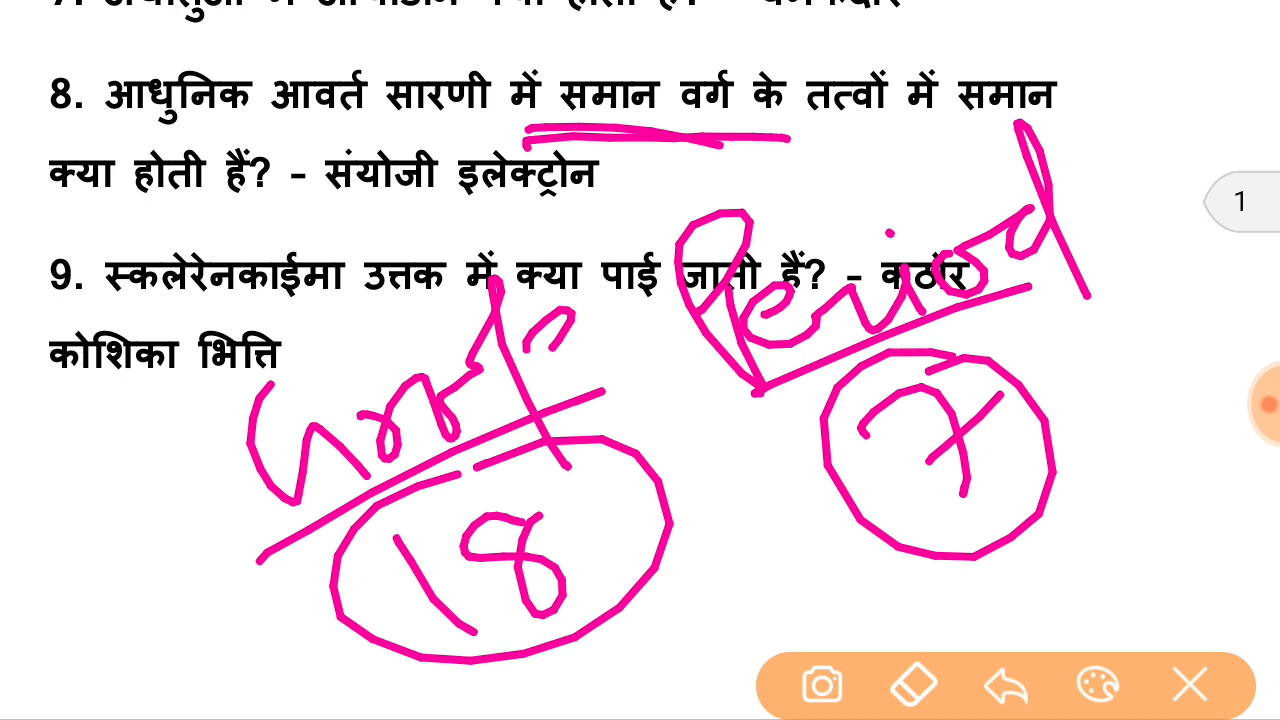 8. आधुनिक आवर्त सारणी में समान वर्ग के तत्वों में समान
क्या होती हैं? – संयोजी इलेक्ट्रोन
9. स्कलेरेनकाईमा उत्तक में क्या पाई जाती हैं? – कठोर
कोशिका भित्ति
Period
7
18
1